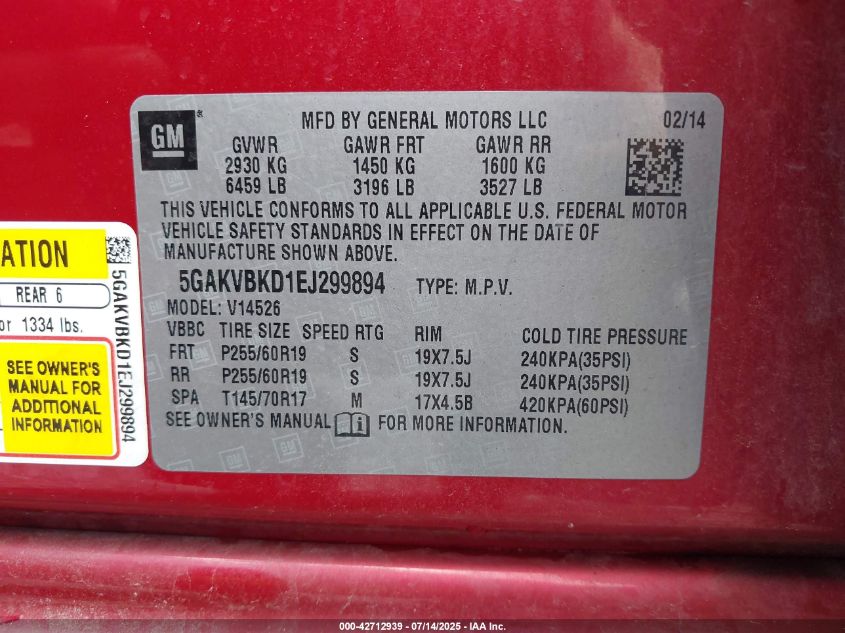 GM
MFD BY GENERAL MOTORS LLC 02/14
GVWR GAWR FRT GAWR RR
2930 KG 1450 KG 1600 KG
6459 LB 3196 LB 3527 LB
THIS VEHICLE CONFORMS TO ALL APPLICABLE U.S. FEDERAL MOTOR
VEHICLE SAFETY STANDARDS IN EFFECT ON THE DATE OF
MANUFACTURE SHOWN ABOVE.
5GAKVBKD1EJ299894 TYPE: M.P.V.
MODEL: V14526
VBBC TIRE SIZE SPEED RTG RIM COLD TIRE PRESSURE
FRT P255/60R19 S 19X7.5J 240KPA(35PSI)
RR P255/60R19 S 19X7.5J 240KPA(35PSI)
SPA T145/70R17 M 17X4.5B 420KPA(60PSI)
SEE OWNER'S MANUAL FOR MORE INFORMATION.
ATION
REAR 6
or 1334 lbs.
SEE OWNER'S
MANUAL FOR
ADDITIONAL
INFORMATION
5GAKVBKD1EJ299894
000-42712939 - 07/14/2025 - IAA Inc.